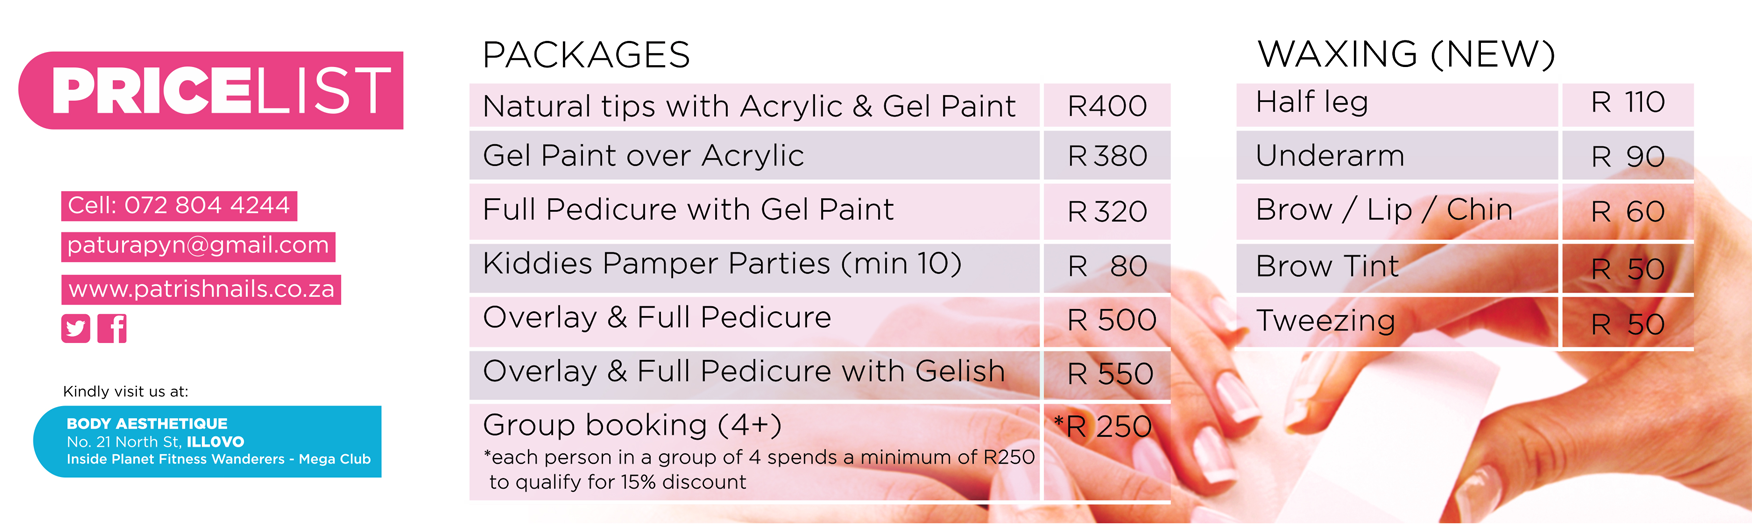 PRICELIST
Cell: 072 804 4244
paturapyn@gmail.com
www.patrishnails.co.za
Kindly visit us at:
BODY AESTHETIQUE
No. 21 North St, ILLOVO
Inside Planet Fitness Wanderers - Mega Club
PACKAGES
Natural tips with Acrylic & Gel Paint R400
Gel Paint over Acrylic R 380
Full Pedicure with Gel Paint R 320
Kiddies Pamper Parties (min 10) R 80
Overlay & Full Pedicure R 500
Overlay & Full Pedicure with Gelish R 550
Group booking (4+) *R 250
*each person in a group of 4 spends a minimum of R250
to qualify for 15% discount
WAXING (NEW)
Half leg R 110
Underarm R 90
Brow / Lip / Chin R 60
Brow Tint R 50
Tweezing R 50